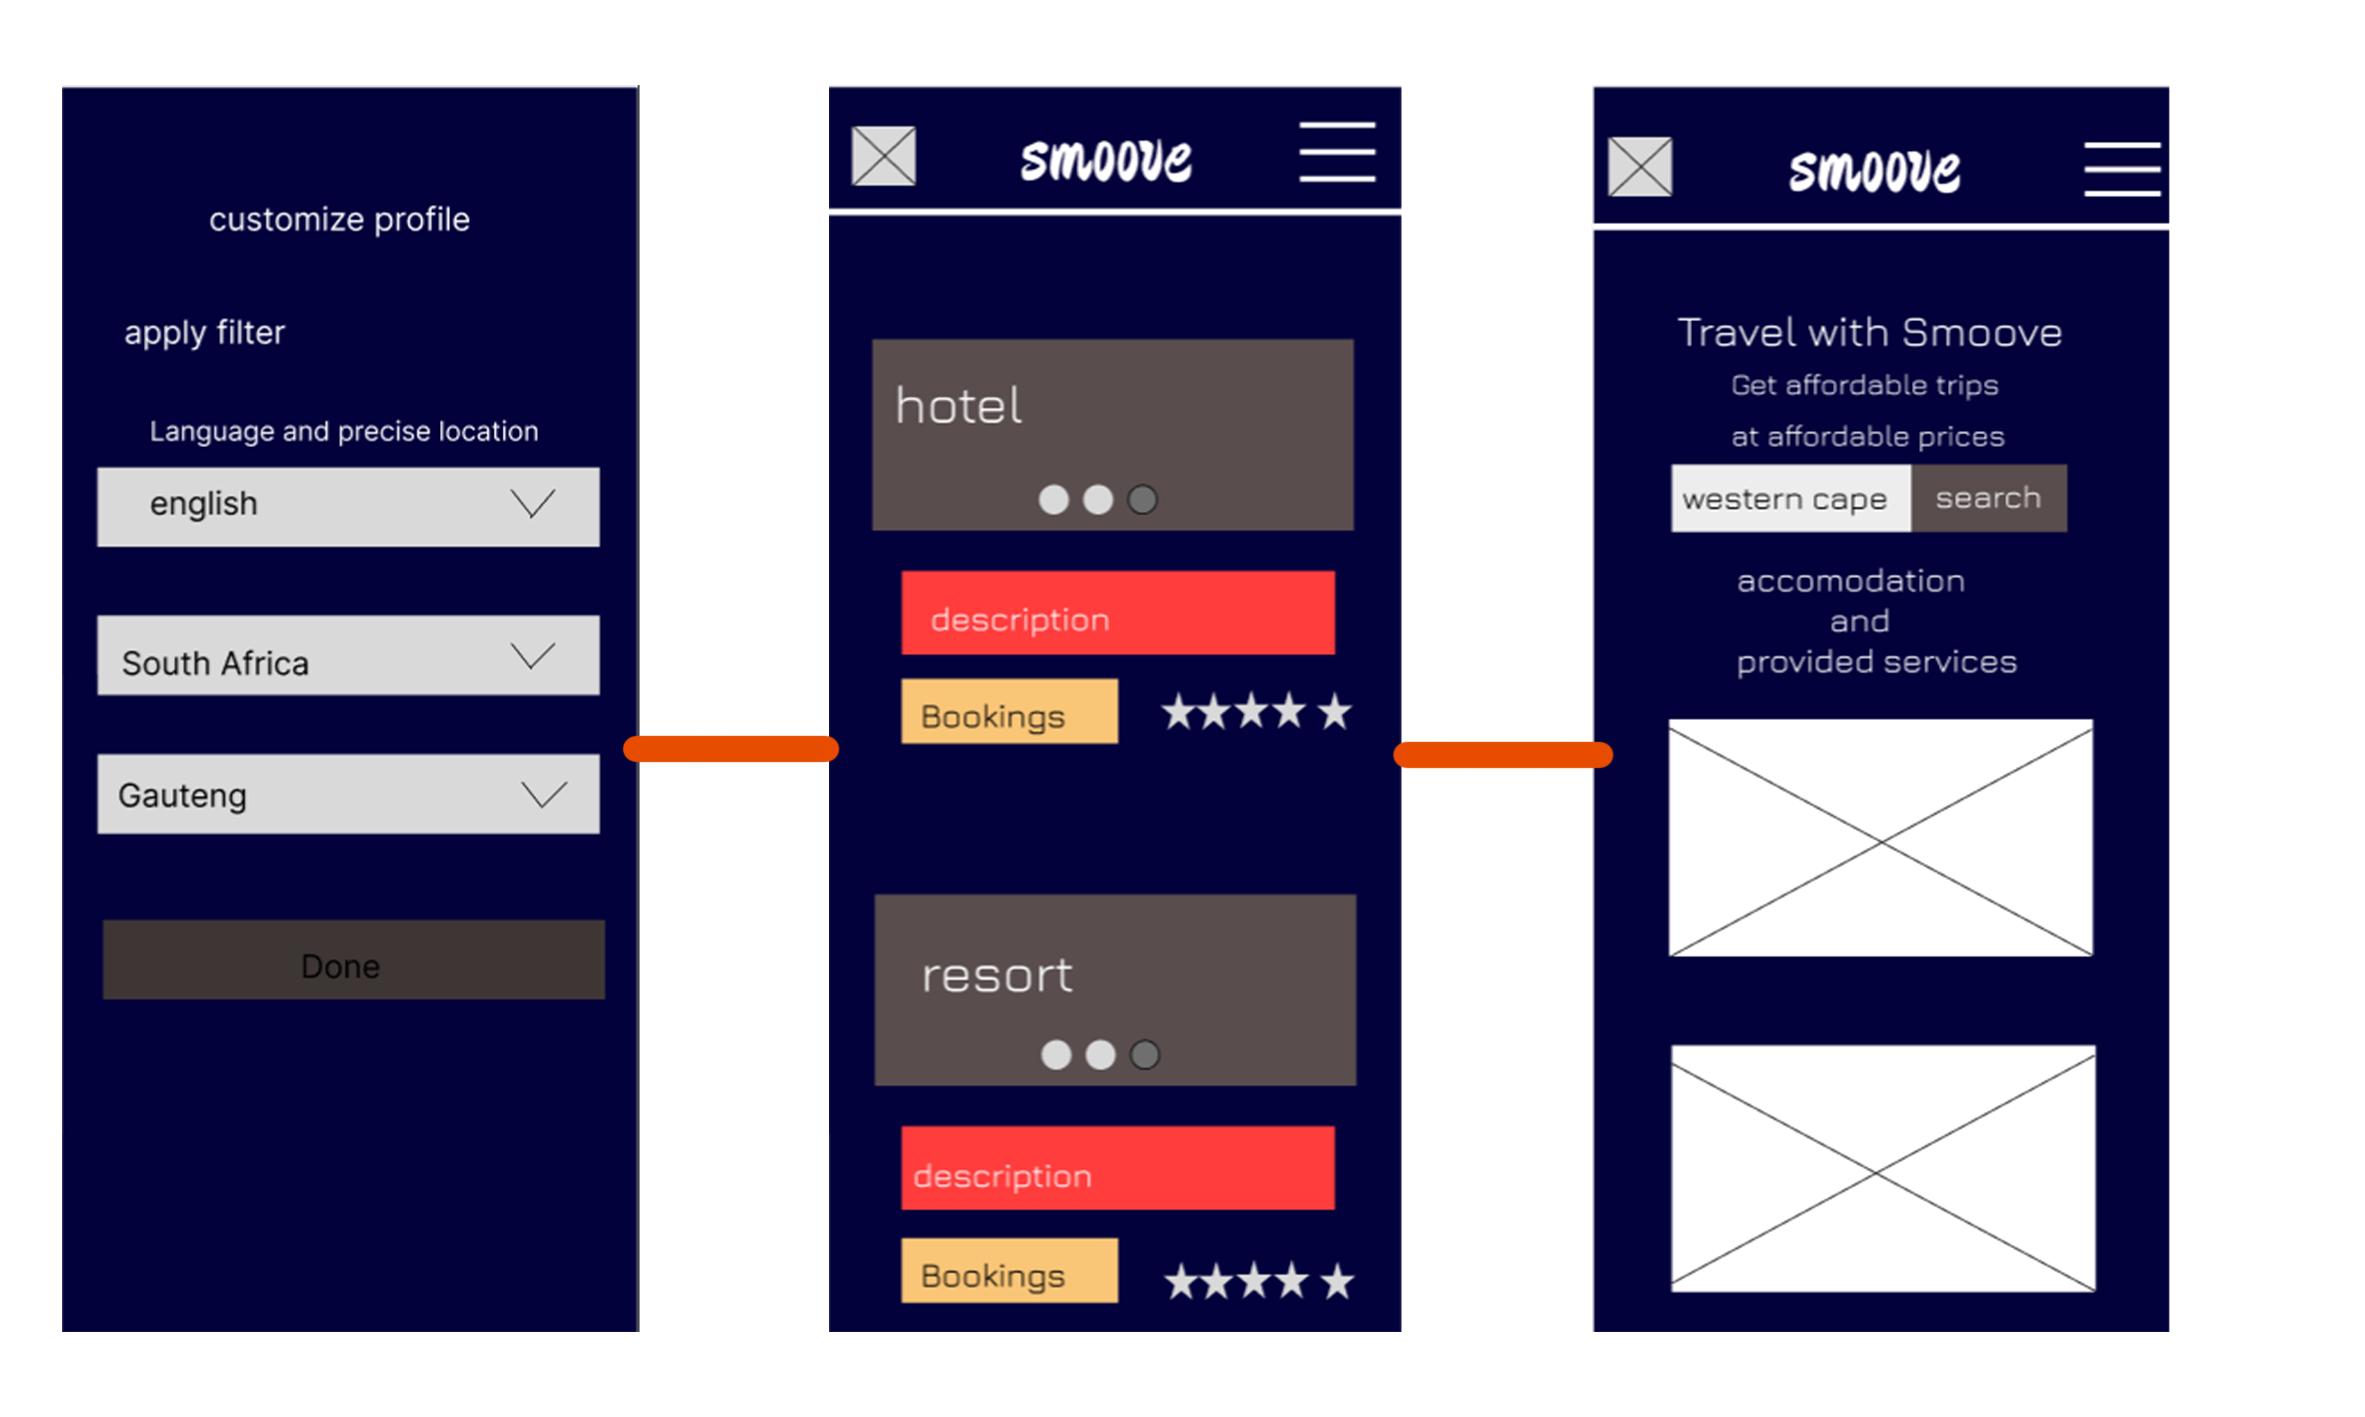 customize profile
apply filter
Language and precise location
english
South Africa
Gauteng
Done
smoove
hotel
description
Bookings
resort
description
Bookings
smoove
Travel with Smoove
Get affordable trips
at affordable prices
western cape
search
accomodation
and
provided services